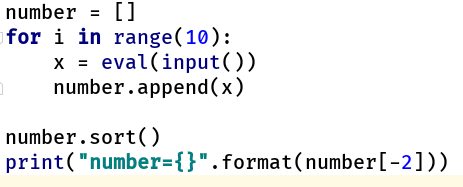 number = []
for i in range(10):
    x = eval(input())
    number.append(x)

number.sort()
print("number={}".format(number[-2]))